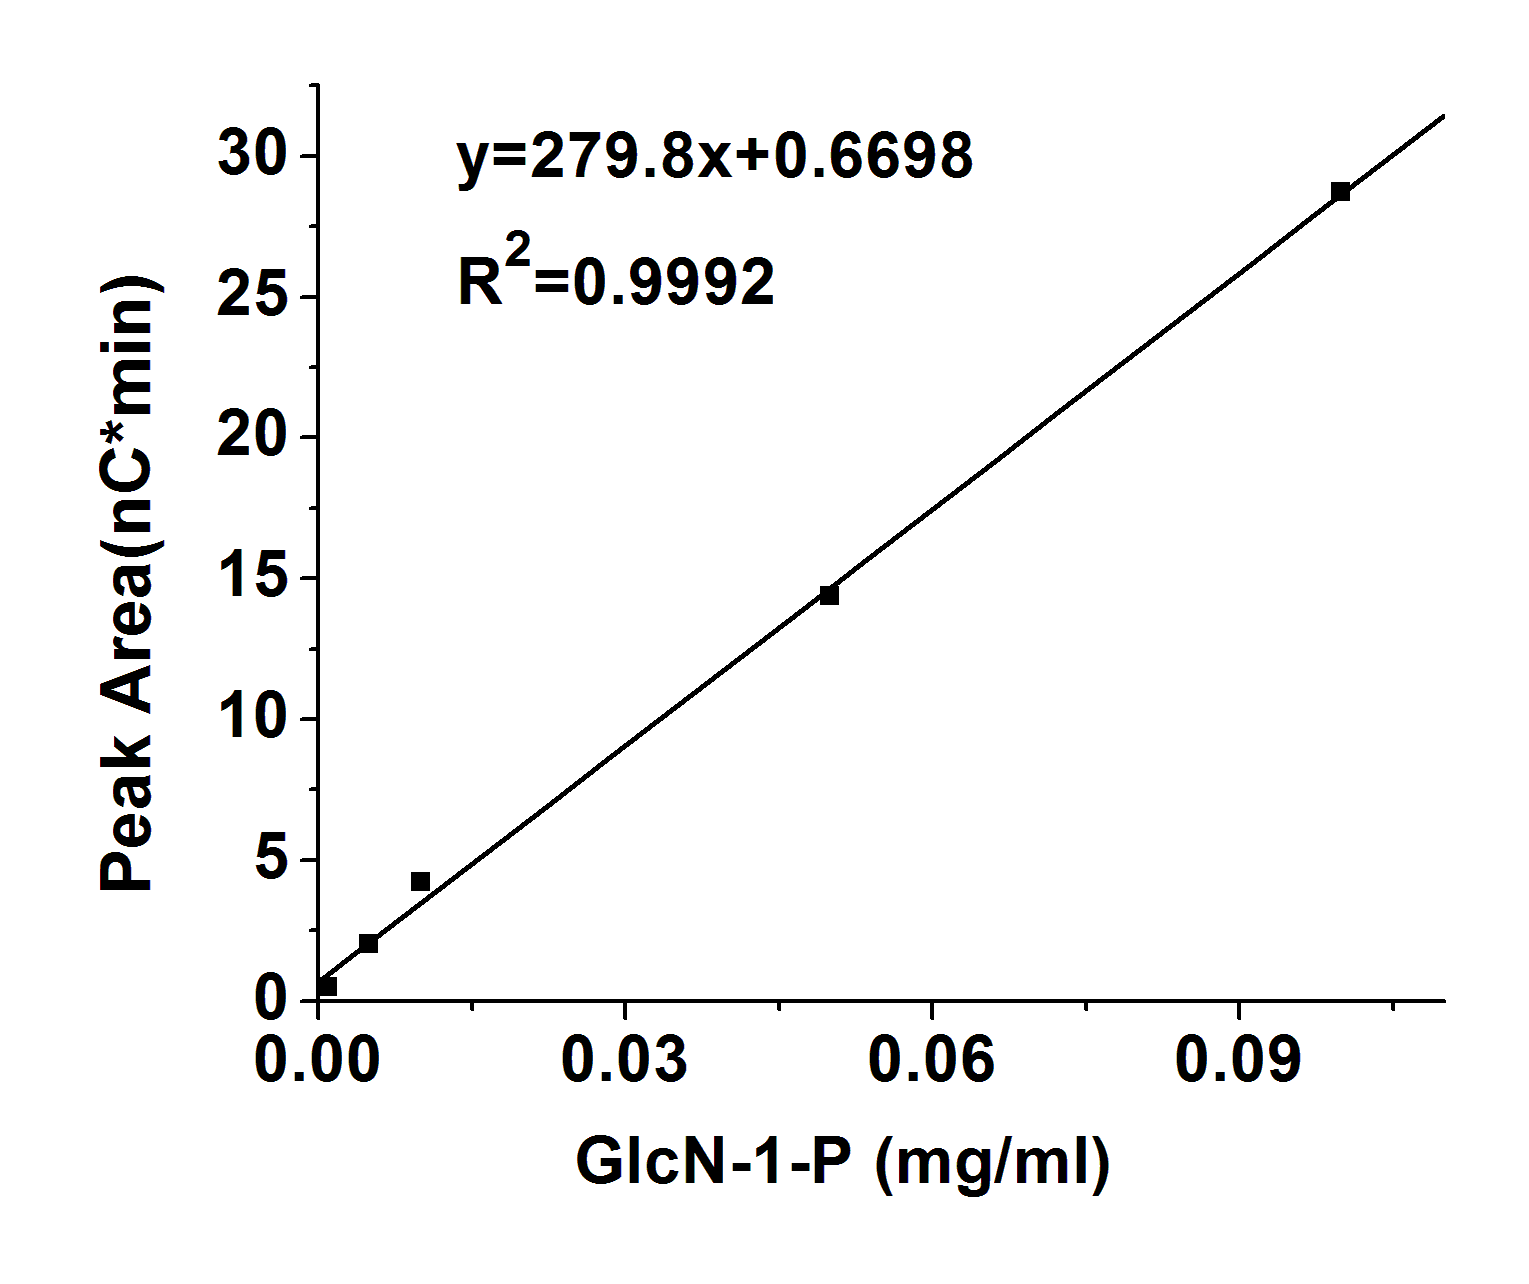 y=279.8x+0.6698
R²=0.9992
Peak Area(nC*min)
30
25
20
15
10
5
0
0.00 0.03 0.06 0.09
GlcN-1-P (mg/ml)